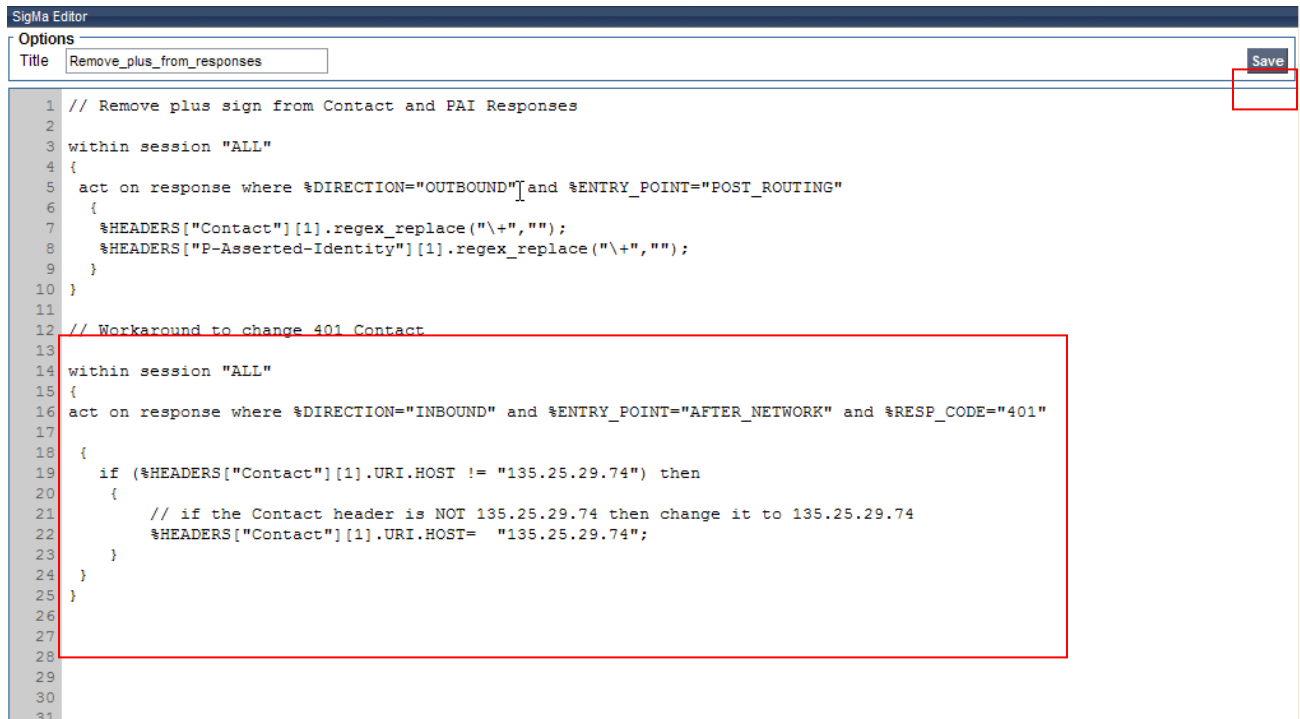 SigMa Editor
Options
Title Remove_plus_from_responses Save
1 // Remove plus sign from Contact and PAI Responses
2
3 within session "ALL"
4 {
5 act on response where %DIRECTION="OUTBOUND" and %ENTRY_POINT="POST_ROUTING"
6 {
7 %HEADERS["Contact"][1].regex_replace("\+","");
8 %HEADERS["P-Asserted-Identity"][1].regex_replace("\+","");
9 }
10 }
11
12 // Workaround to change 401 Contact
13
14 within session "ALL"
15 {
16 act on response where %DIRECTION="INBOUND" and %ENTRY_POINT="AFTER_NETWORK" and %RESP_CODE="401"
17
18 {
19 if (%HEADERS["Contact"][1].URI.HOST != "135.25.29.74") then
20 {
21 // if the Contact header is NOT 135.25.29.74 then change it to 135.25.29.74
22 %HEADERS["Contact"][1].URI.HOST= "135.25.29.74";
23 }
24 }
25 }
26
27
28
29
30
31